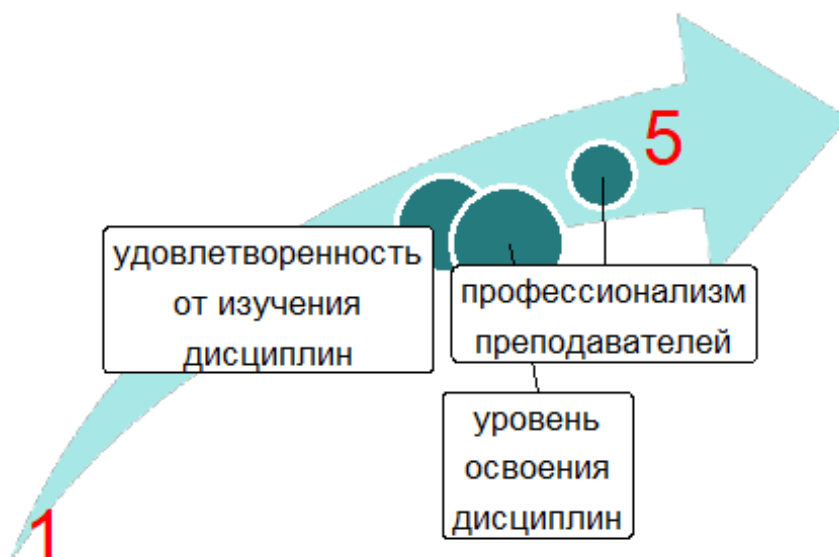 5
удовлетворенность
от изучения
дисциплин
профессионализм
преподавателей
уровень
освоения
дисциплин
1